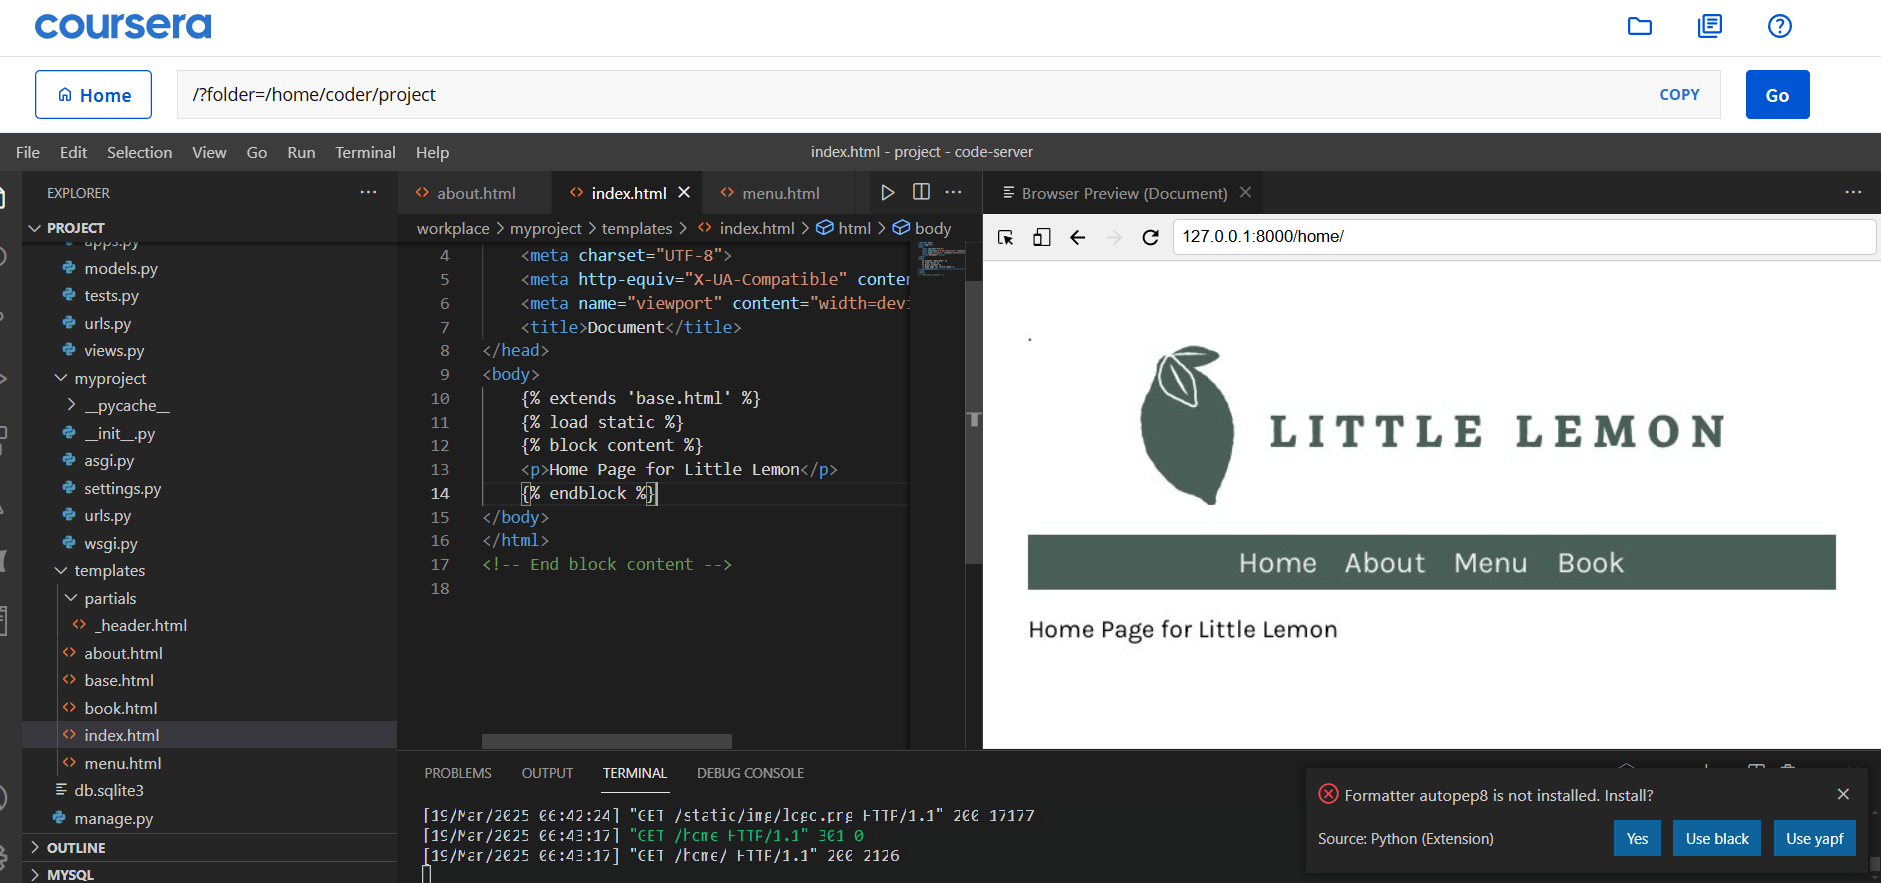 coursera
Home
/?folder=/home/coder/project
COPY
Go
File Edit Selection View Go Run Terminal Help
index.html - project - code-server
EXPLORER
PROJECT
apps.py
models.py
tests.py
urls.py
views.py
myproject
__pycache__
__init__.py
asgi.py
settings.py
urls.py
wsgi.py
templates
partials
_header.html
about.html
base.html
book.html
index.html
menu.html
db.sqlite3
manage.py
OUTLINE
MYSQL
about.html
index.html
menu.html
workplace > myproject > templates > index.html > html > body
4 <meta charset="UTF-8">
5 <meta http-equiv="X-UA-Compatible" conte
6 <meta name="viewport" content="width=devi
7 <title>Document</title>
8 </head>
9 <body>
10 {% extends 'base.html' %}
11 {% load static %}
12 {% block content %}
13 <p>Home Page for Little Lemon</p>
14 {% endblock %}
15 </body>
16 </html>
17 <!-- End block content -->
18
Browser Preview (Document)
127.0.0.1:8000/home/
LITTLE LEMON
Home About Menu Book
Home Page for Little Lemon
PROBLEMS OUTPUT TERMINAL DEBUG CONSOLE
[19/Mar/2025 06:42:24] "GET /static/img/logo.png HTTP/1.1" 200 17177
[19/Mar/2025 06:43:17] "GET /home HTTP/1.1" 301 0
[19/Mar/2025 06:43:17] "GET /home/ HTTP/1.1" 200 2126
Formatter autopep8 is not installed. Install?
Source: Python (Extension)
Yes
Use black
Use yapf